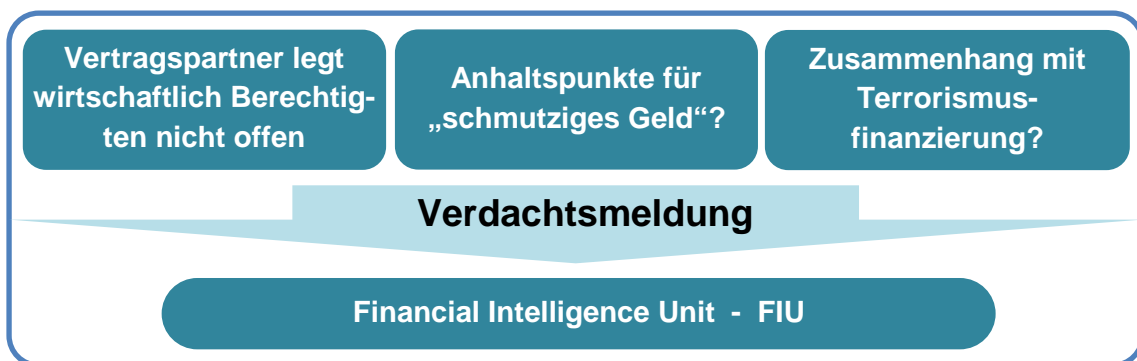 Vertragspartner legt
wirtschaftlich Berechtig-
ten nicht offen
Anhaltspunkte für
„schmutziges Geld“?
Zusammenhang mit
Terrorismus-
finanzierung?
Verdachtsmeldung
Financial Intelligence Unit - FIU